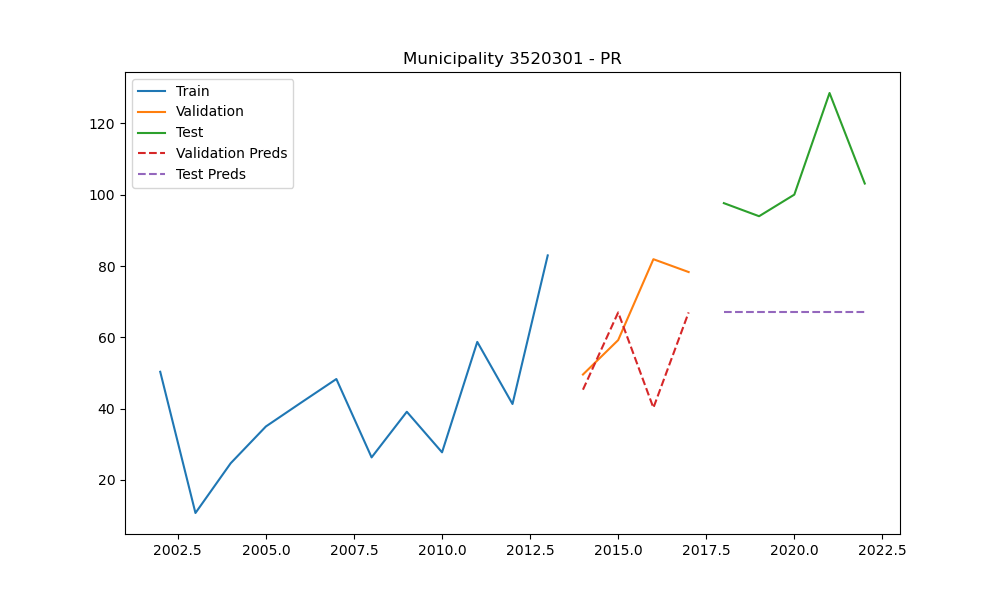 Municipality 3520301 - PR
Train
Validation
Test
Validation Preds
Test Preds
120
100
80
60
40
20
2002.5 2005.0 2007.5 2010.0 2012.5 2015.0 2017.5 2020.0 2022.5